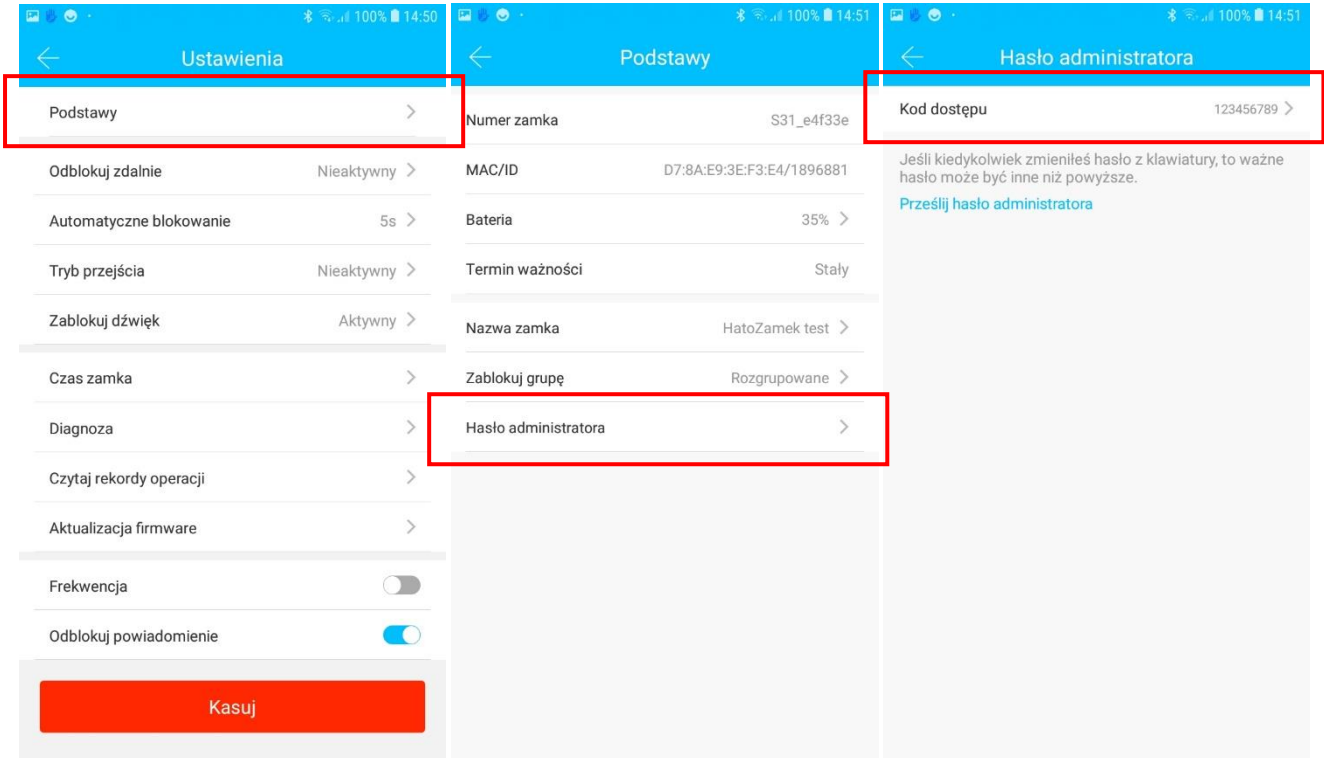 100% 14:50
Ustawienia
Podstawy
Odblokuj zdalnie Nieaktywny
Automatyczne blokowanie 5s
Tryb przejścia Nieaktywny
Zablokuj dźwięk Aktywny
Czas zamka
Diagnoza
Czytaj rekordy operacji
Aktualizacja firmware
Frekwencja
Odblokuj powiadomienie
Kasuj
100% 14:51
Podstawy
Numer zamka S31_e4f33e
MAC/ID D7:8A:E9:3E:F3:E4/1896881
Bateria 35%
Termin ważności Stały
Nazwa zamka HatoZamek test
Zablokuj grupę Rozgrupowane
Hasło administratora
100% 14:51
Hasło administratora
Kod dostępu 123456789
Jeśli kiedykolwiek zmieniłeś hasło z klawiatury, to ważne
hasło może być inne niż powyższe.
Prześlij hasło administratora